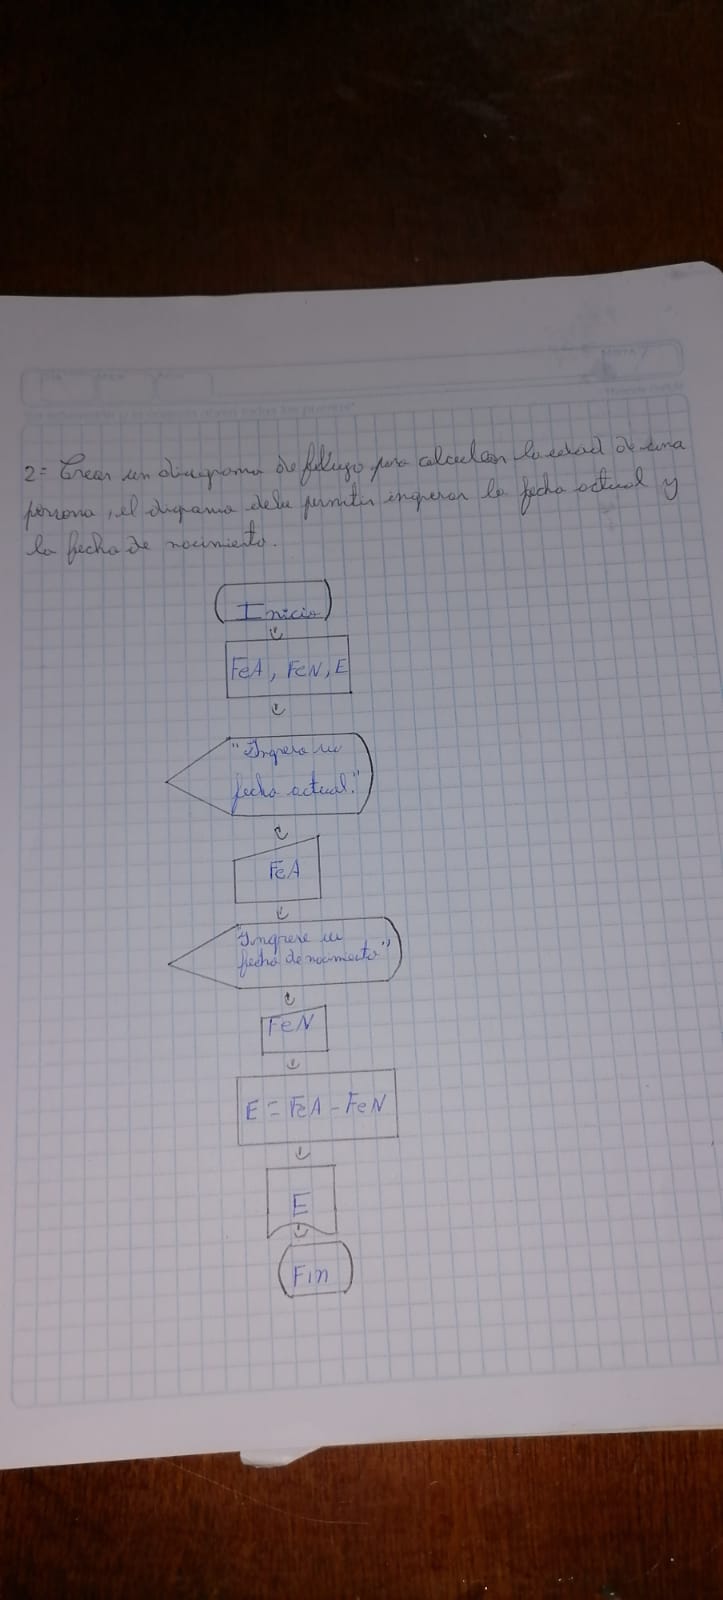 2= Crear un diagrama de flujo para calcular la edad de una
persona, el diagrama debe permitir ingresar la fecha actual y
la fecha de nacimiento.
Inicio
FeA, FeN, E
"Ingrese su
fecha actual."
FeA
"Ingrese su
fecha de nacimiento"
FeN
E = FeA - FeN
E
Fin